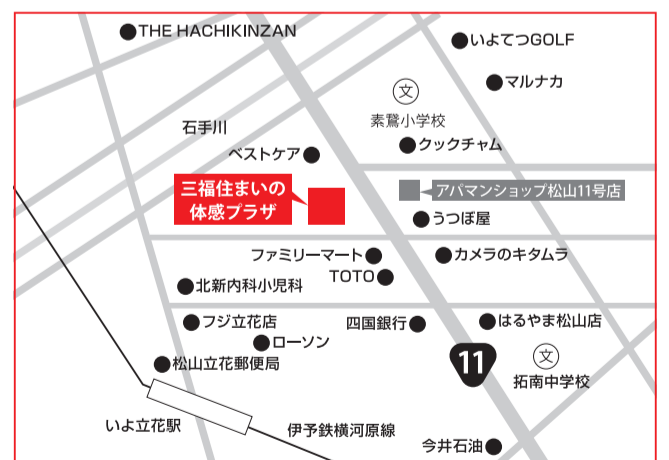 THE HACHIKINZAN
いよてつGOLF
マルナカ
文
素鵞小学校
石手川
クックチャム
ベストケア
三福住まいの
体感プラザ
アパマンショップ松山11号店
うつぼ屋
ファミリーマート
カメラのキタムラ
TOTO
北新内科小児科
フジ立花店
四国銀行
はるやま松山店
ローソン
11
文
松山立花郵便局
拓南中学校
いよ立花駅
伊予鉄横河原線
今井石油